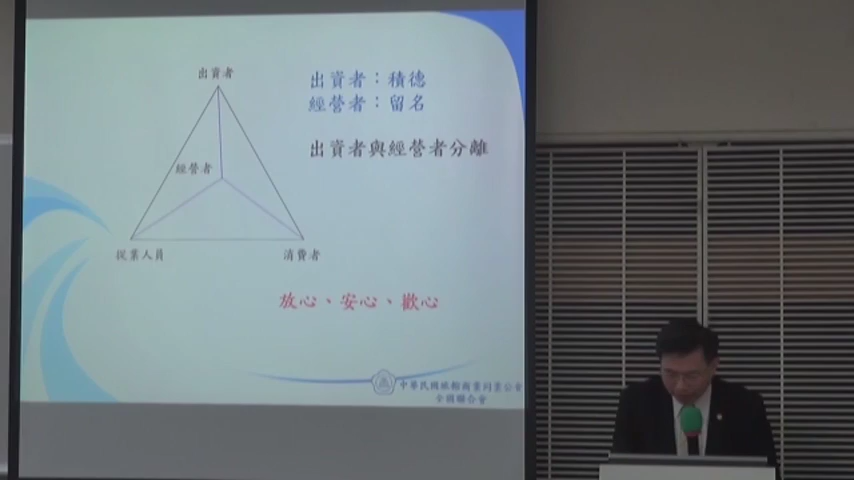 出資者
出資者：積德
經營者：留名
出資者與經營者分離
經營者
從業人員
消費者
放心、安心、歡心
中華民國旅館商業同業公會
全國聯合會